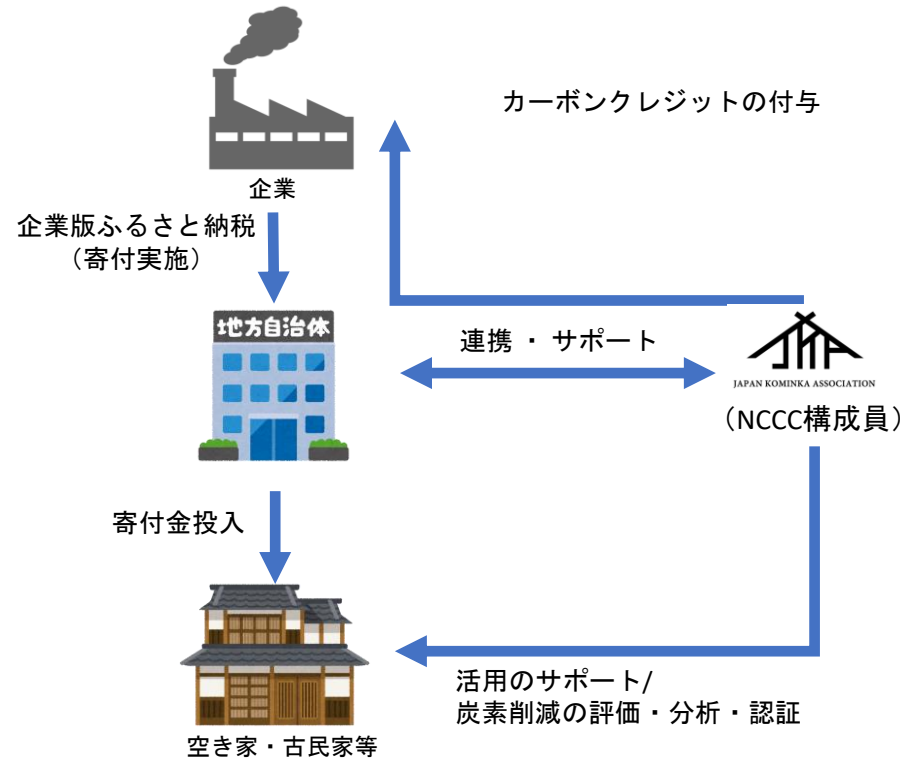 カーボンクレジットの付与
企業
企業版ふるさと納税
（寄付実施）
地方自治体
連携 ・ サポート
JAPAN KOMINKA ASSOCIATION
（NCCC構成員）
寄付金投入
活用のサポート/
炭素削減の評価・分析・認証
空き家・古民家等